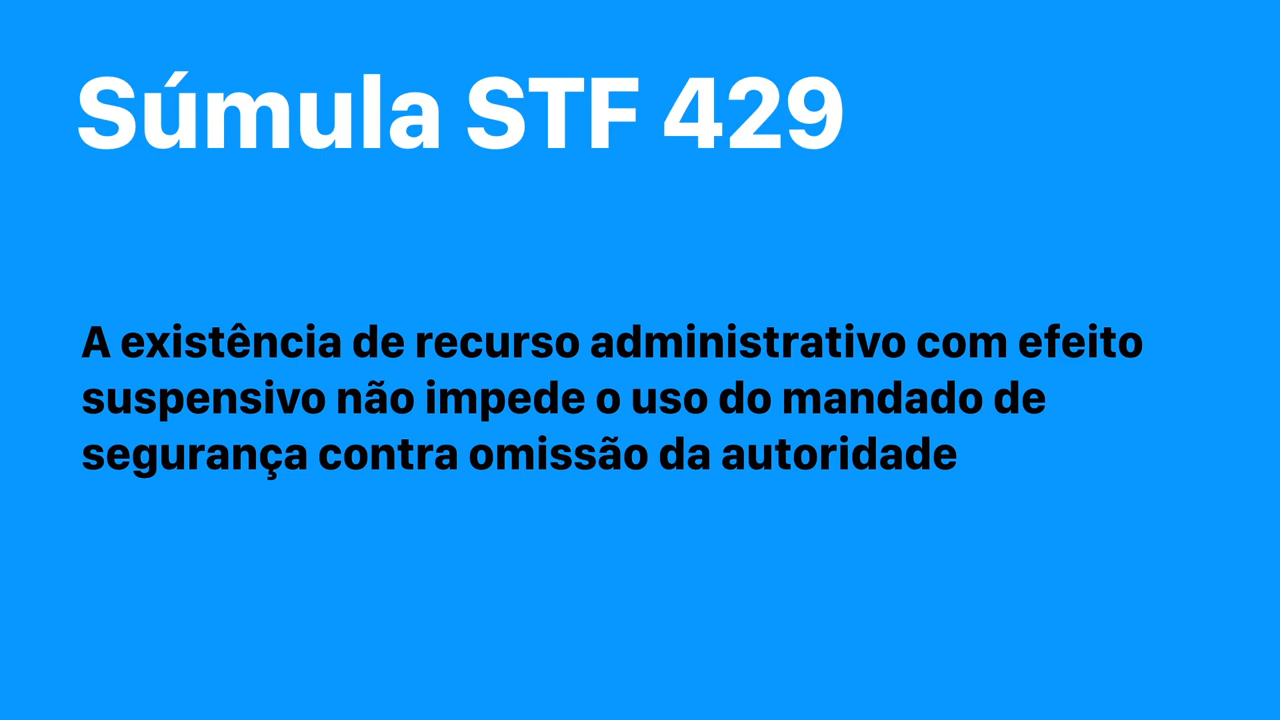 Súmula STF 429
A existência de recurso administrativo com efeito
suspensivo não impede o uso do mandado de
segurança contra omissão da autoridade